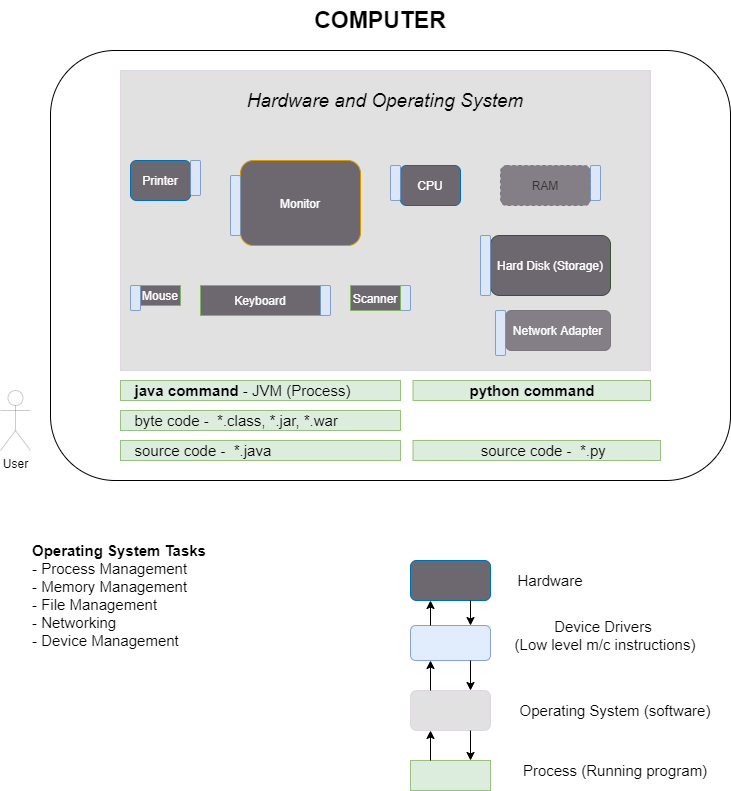 COMPUTER
Hardware and Operating System
Printer
Monitor
CPU
RAM
Hard Disk (Storage)
Mouse
Keyboard
Scanner
Network Adapter
java command - JVM (Process)
python command
byte code - *.class, *.jar, *.war
source code - *.java
source code - *.py
User
Operating System Tasks
- Process Management
- Memory Management
- File Management
- Networking
- Device Management
Hardware
Device Drivers
(Low level m/c instructions)
Operating System (software)
Process (Running program)